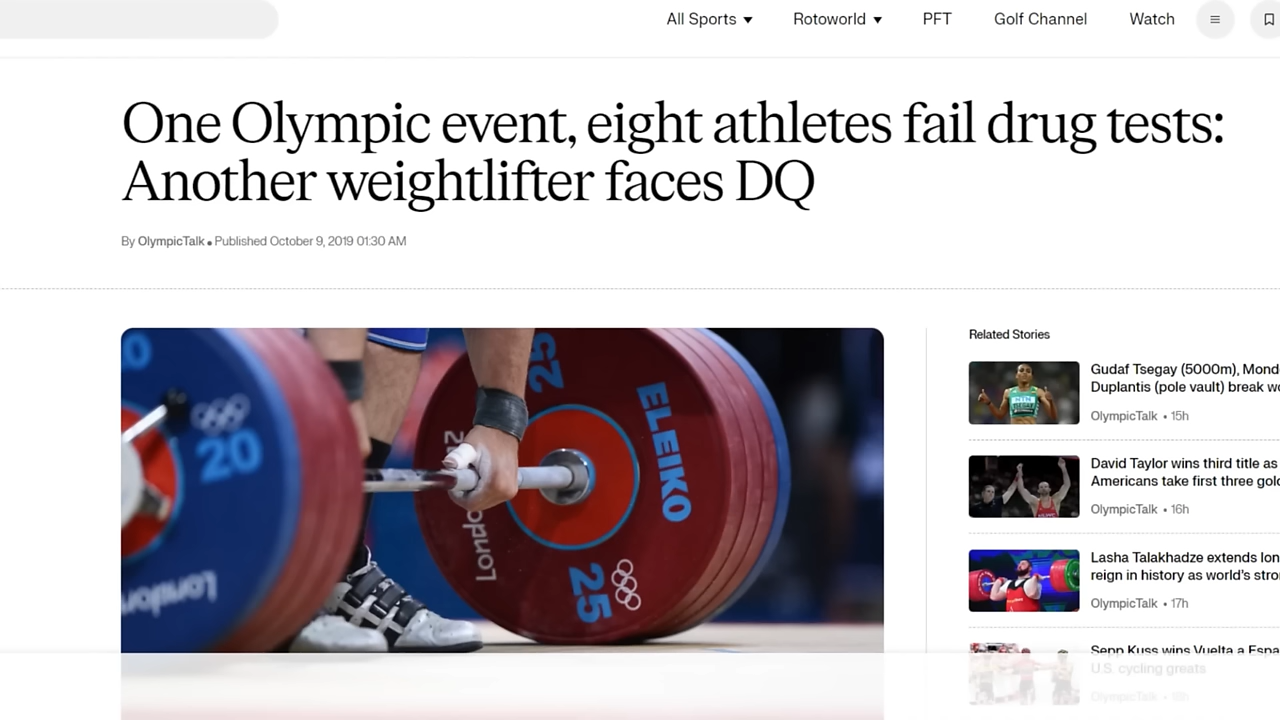 All Sports
Rotoworld
PFT
Golf Channel
Watch
One Olympic event, eight athletes fail drug tests:
Another weightlifter faces DQ
By OlympicTalk • Published October 9, 2019 01:30 AM
20
20
25
ELEIKO
25
London
Related Stories
Gudaf Tsegay (5000m), Mond
Duplantis (pole vault) break wo
OlympicTalk • 15h
David Taylor wins third title as
Americans take first three gol
OlympicTalk • 16h
Lasha Talakhadze extends lon
reign in history as world's stro
OlympicTalk • 17h
Sepp Kuss wins Vuelta a Espa
U.S. cycling greats
OlympicTalk • 18h